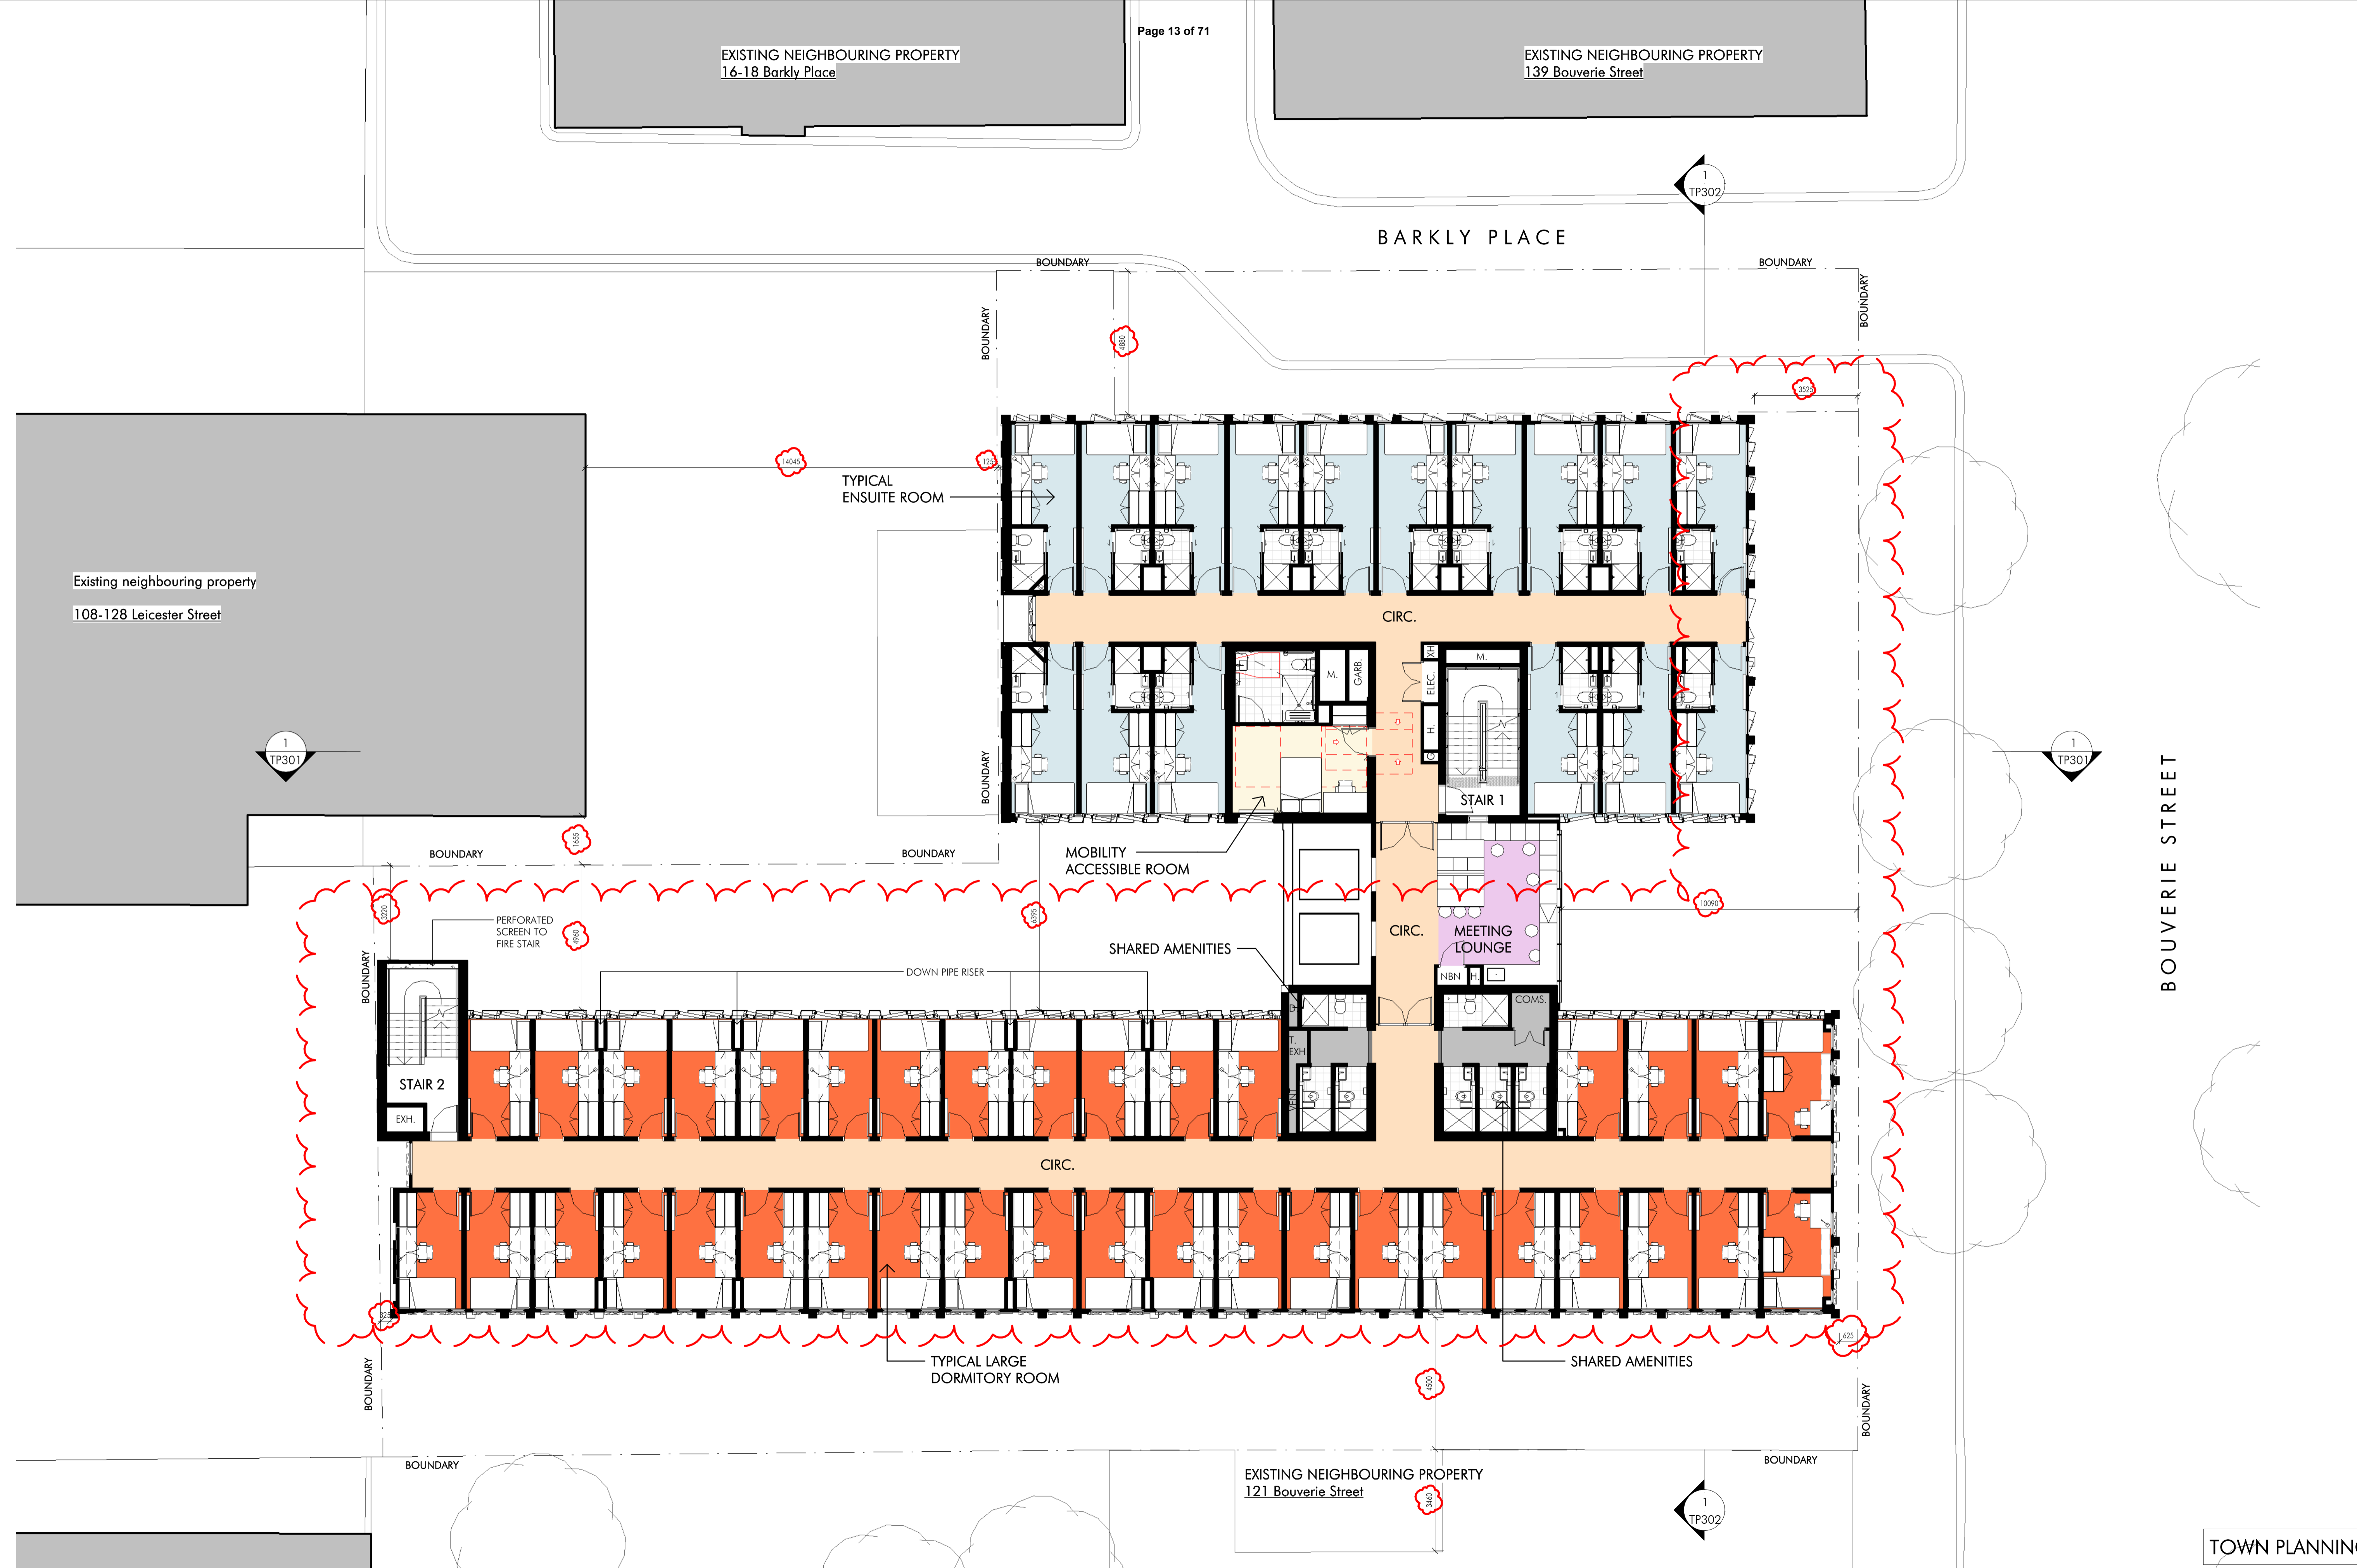 Page 13 of 71
EXISTING NEIGHBOURING PROPERTY
16-18 Barkly Place
EXISTING NEIGHBOURING PROPERTY
139 Bouverie Street
1
TP302
BARKLY PLACE
BOUNDARY
BOUNDARY
BOUNDARY
BOUNDARY
4880
3525
14045
125
TYPICAL
ENSUITE ROOM
Existing neighbouring property
108-128 Leicester Street
CIRC.
M.
GARB.
ELEC.
H.
G
M.
STAIR 1
1
TP301
1
TP301
BOUVERIE STREET
BOUNDARY
1655
BOUNDARY
BOUNDARY
MOBILITY
ACCESSIBLE ROOM
3220
PERFORATED
SCREEN TO
FIRE STAIR
4960
6395
10090
CIRC.
MEETING
LOUNGE
SHARED AMENITIES
NBN
H.
BOUNDARY
DOWN PIPE RISER
COMS.
T.
EXH.
VENT
STAIR 2
EXH.
CIRC.
325
625
TYPICAL LARGE
DORMITORY ROOM
SHARED AMENITIES
4500
BOUNDARY
BOUNDARY
BOUNDARY
BOUNDARY
EXISTING NEIGHBOURING PROPERTY
121 Bouverie Street
3460
1
TP302
TOWN PLANNING